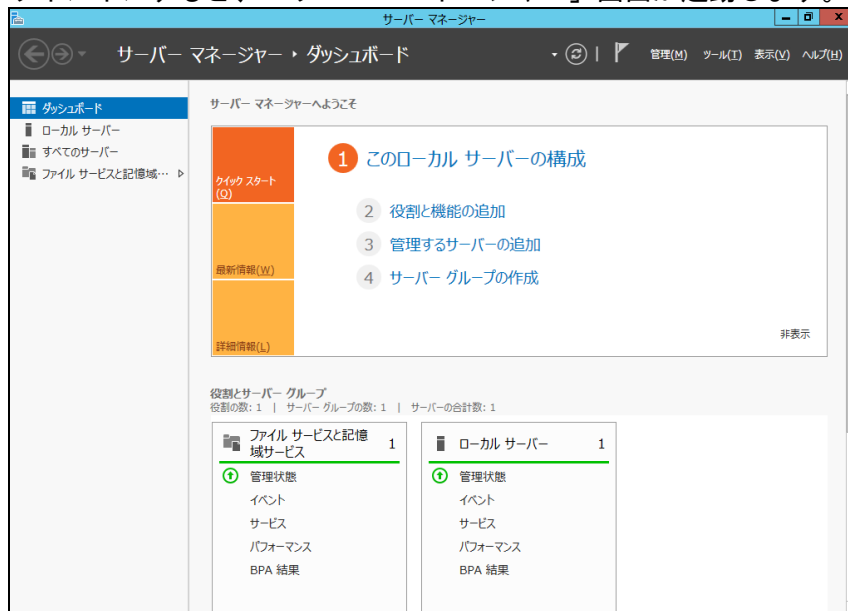 サーバー マネージャー
サーバー マネージャー ・ ダッシュボード
管理(M) ツール(T) 表示(V) ヘルプ(H)
ダッシュボード
ローカル サーバー
すべてのサーバー
ファイル サービスと記憶域…
サーバー マネージャーへようこそ
クイック スタート
(Q)
最新情報(W)
詳細情報(L)
1 このローカル サーバーの構成
2 役割と機能の追加
3 管理するサーバーの追加
4 サーバー グループの作成
非表示
役割とサーバー グループ
役割の数: 1 | サーバー グループの数: 1 | サーバーの合計数: 1
ファイル サービスと記憶
域サービス 1
管理状態
イベント
サービス
パフォーマンス
BPA 結果
ローカル サーバー 1
管理状態
イベント
サービス
パフォーマンス
BPA 結果